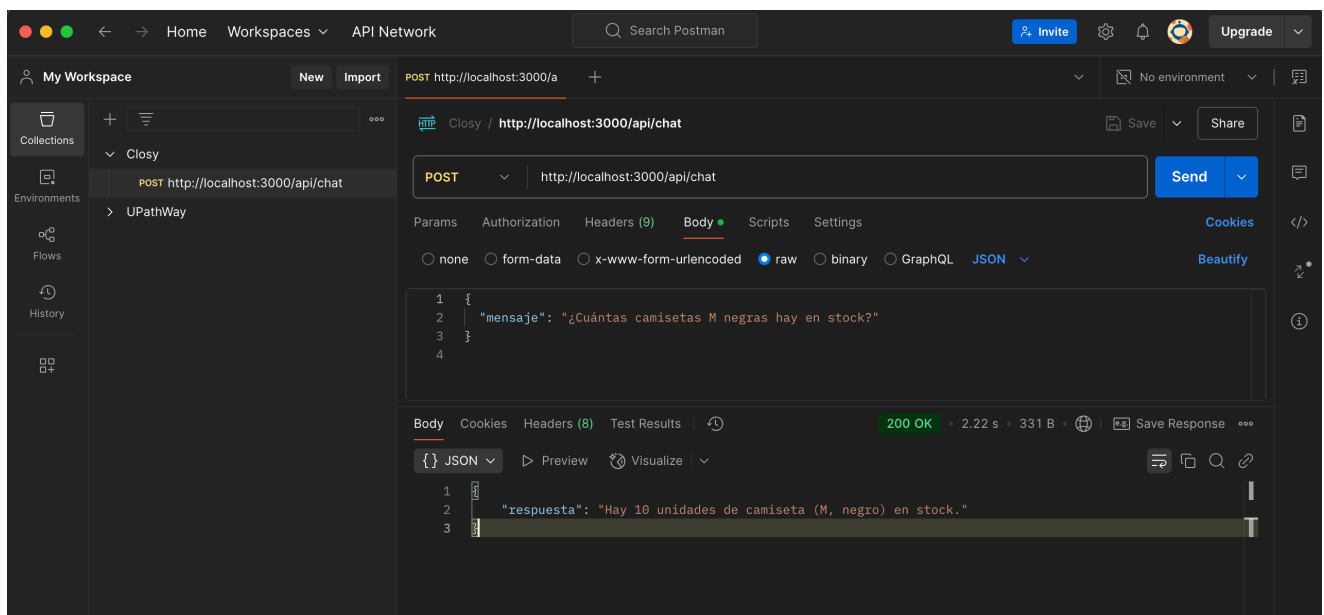 Home Workspaces API Network Search Postman Invite Upgrade
My Workspace New Import POST http://localhost:3000/a No environment
Collections
Environments
Flows
History
Closy
POST http://localhost:3000/api/chat
UPathWay
HTTP Closy / http://localhost:3000/api/chat Save Share
POST http://localhost:3000/api/chat Send
Params Authorization Headers (9) Body Scripts Settings Cookies
none form-data x-www-form-urlencoded raw binary GraphQL JSON Beautify
1 {
2 "mensaje": "¿Cuántas camisetas M negras hay en stock?"
3 }
4
Body Cookies Headers (8) Test Results 200 OK 2.22 s 331 B e.g. Save Response
{} JSON Preview Visualize
1 {
2 "respuesta": "Hay 10 unidades de camiseta (M, negro) en stock."
3 }